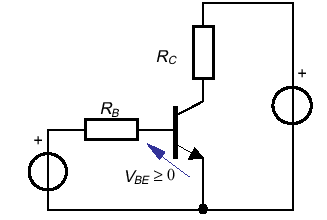 R_C
+
R_B
+
V_BE ≥ 0